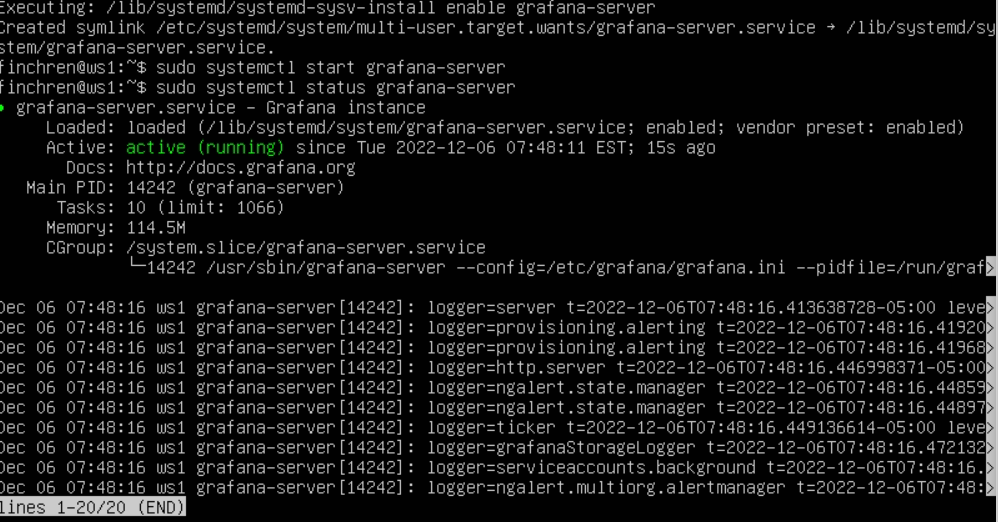 Executing: /lib/systemd/systemd-sysv-install enable grafana-server
Created symlink /etc/systemd/system/multi-user.target.wants/grafana-server.service → /lib/systemd/sy
stem/grafana-server.service.
finchren@ws1:~$ sudo systemctl start grafana-server
finchren@ws1:~$ sudo systemctl status grafana-server
● grafana-server.service - Grafana instance
     Loaded: loaded (/lib/systemd/system/grafana-server.service; enabled; vendor preset: enabled)
     Active: active (running) since Tue 2022-12-06 07:48:11 EST; 15s ago
       Docs: http://docs.grafana.org
   Main PID: 14242 (grafana-server)
      Tasks: 10 (limit: 1066)
     Memory: 114.5M
     CGroup: /system.slice/grafana-server.service
             └─14242 /usr/sbin/grafana-server --config=/etc/grafana/grafana.ini --pidfile=/run/graf>
Dec 06 07:48:16 ws1 grafana-server[14242]: logger=server t=2022-12-06T07:48:16.413638728-05:00 leve>
Dec 06 07:48:16 ws1 grafana-server[14242]: logger=provisioning.alerting t=2022-12-06T07:48:16.41920>
Dec 06 07:48:16 ws1 grafana-server[14242]: logger=provisioning.alerting t=2022-12-06T07:48:16.41968>
Dec 06 07:48:16 ws1 grafana-server[14242]: logger=http.server t=2022-12-06T07:48:16.446998371-05:00>
Dec 06 07:48:16 ws1 grafana-server[14242]: logger=ngalert.state.manager t=2022-12-06T07:48:16.44859>
Dec 06 07:48:16 ws1 grafana-server[14242]: logger=ngalert.state.manager t=2022-12-06T07:48:16.44897>
Dec 06 07:48:16 ws1 grafana-server[14242]: logger=ticker t=2022-12-06T07:48:16.449136614-05:00 leve>
Dec 06 07:48:16 ws1 grafana-server[14242]: logger=grafanaStorageLogger t=2022-12-06T07:48:16.472132>
Dec 06 07:48:16 ws1 grafana-server[14242]: logger=serviceaccounts.background t=2022-12-06T07:48:16.>
Dec 06 07:48:16 ws1 grafana-server[14242]: logger=ngalert.multiorg.alertmanager t=2022-12-06T07:48:>
lines 1-20/20 (END)